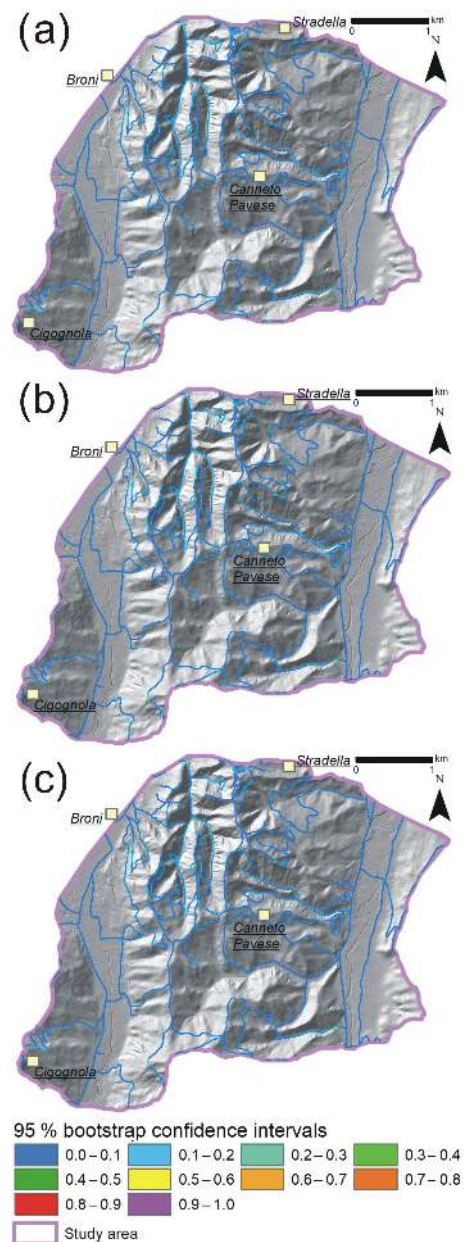 (a)
Stradella
km
0
1
N
Broni
Canneto
Pavese
Cigognola
(b)
Stradella
km
0
1
N
Broni
Canneto
Pavese
Cigognola
(c)
Stradella
km
0
1
N
Broni
Canneto
Pavese
Cigognola
95 % bootstrap confidence intervals
0.0 – 0.1 0.1 – 0.2 0.2 – 0.3 0.3 – 0.4
0.4 – 0.5 0.5 – 0.6 0.6 – 0.7 0.7 – 0.8
0.8 – 0.9 0.9 – 1.0
Study area